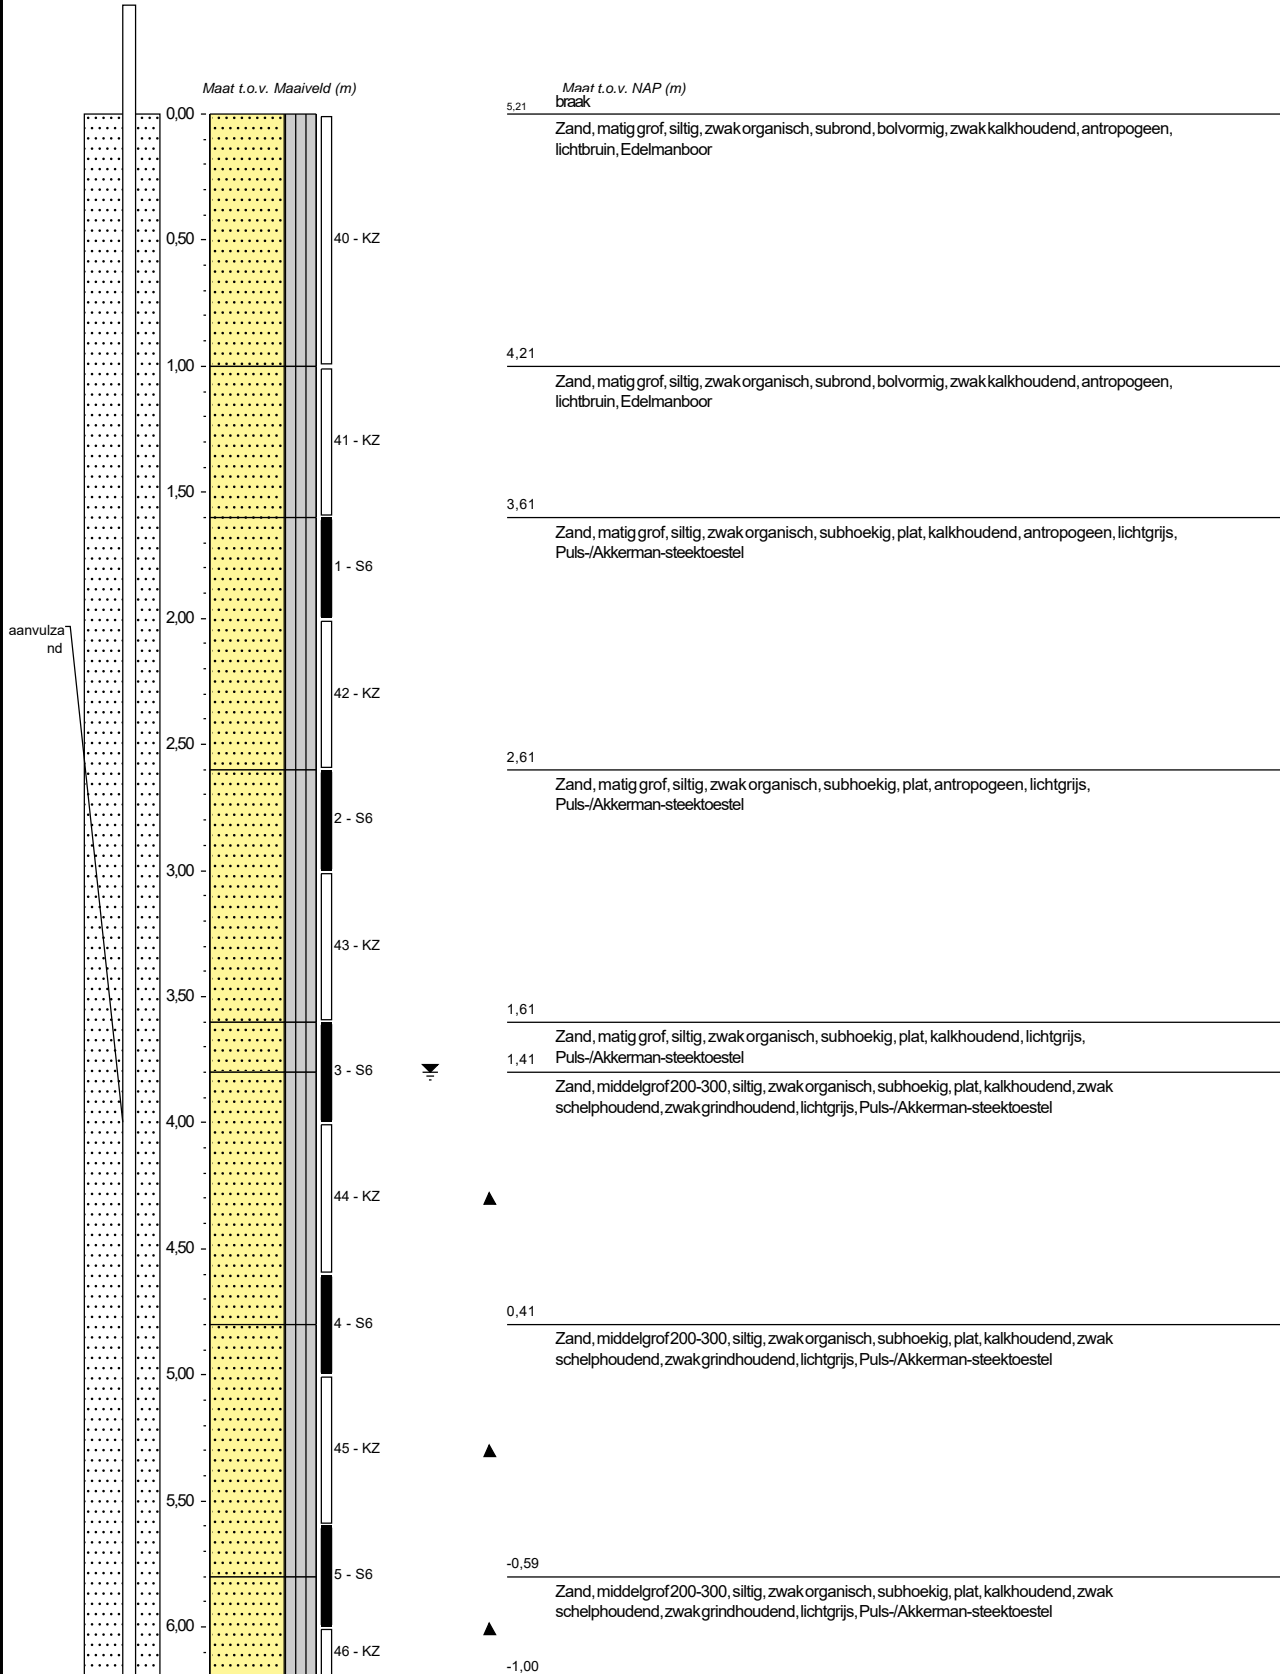 Maat t.o.v. Maaiveld (m)
Maat t.o.v. NAP (m)
5,21
braak
0,00
Zand, matig grof, siltig, zwak organisch, subrond, bolvormig, zwak kalkhoudend, antropogeen,
lichtbruin, Edelmanboor
0,50
40 - KZ
4,21
1,00
Zand, matig grof, siltig, zwak organisch, subrond, bolvormig, zwak kalkhoudend, antropogeen,
lichtbruin, Edelmanboor
41 - KZ
1,50
3,61
Zand, matig grof, siltig, zwak organisch, subhoekig, plat, kalkhoudend, antropogeen, lichtgrijs,
Puls-/Akkerman-steektoestel
1 - S6
2,00
aanvulza
nd
42 - KZ
2,50
2,61
Zand, matig grof, siltig, zwak organisch, subhoekig, plat, antropogeen, lichtgrijs,
Puls-/Akkerman-steektoestel
2 - S6
3,00
43 - KZ
3,50
1,61
Zand, matig grof, siltig, zwak organisch, subhoekig, plat, kalkhoudend, lichtgrijs,
Puls-/Akkerman-steektoestel
1,41
3 - S6
Zand, middelgrof 200-300, siltig, zwak organisch, subhoekig, plat, kalkhoudend, zwak
schelphoudend, zwak grindhoudend, lichtgrijs, Puls-/Akkerman-steektoestel
4,00
44 - KZ
4,50
0,41
4 - S6
Zand, middelgrof 200-300, siltig, zwak organisch, subhoekig, plat, kalkhoudend, zwak
schelphoudend, zwak grindhoudend, lichtgrijs, Puls-/Akkerman-steektoestel
5,00
45 - KZ
5,50
-0,59
5 - S6
Zand, middelgrof 200-300, siltig, zwak organisch, subhoekig, plat, kalkhoudend, zwak
schelphoudend, zwak grindhoudend, lichtgrijs, Puls-/Akkerman-steektoestel
6,00
46 - KZ
-1,00